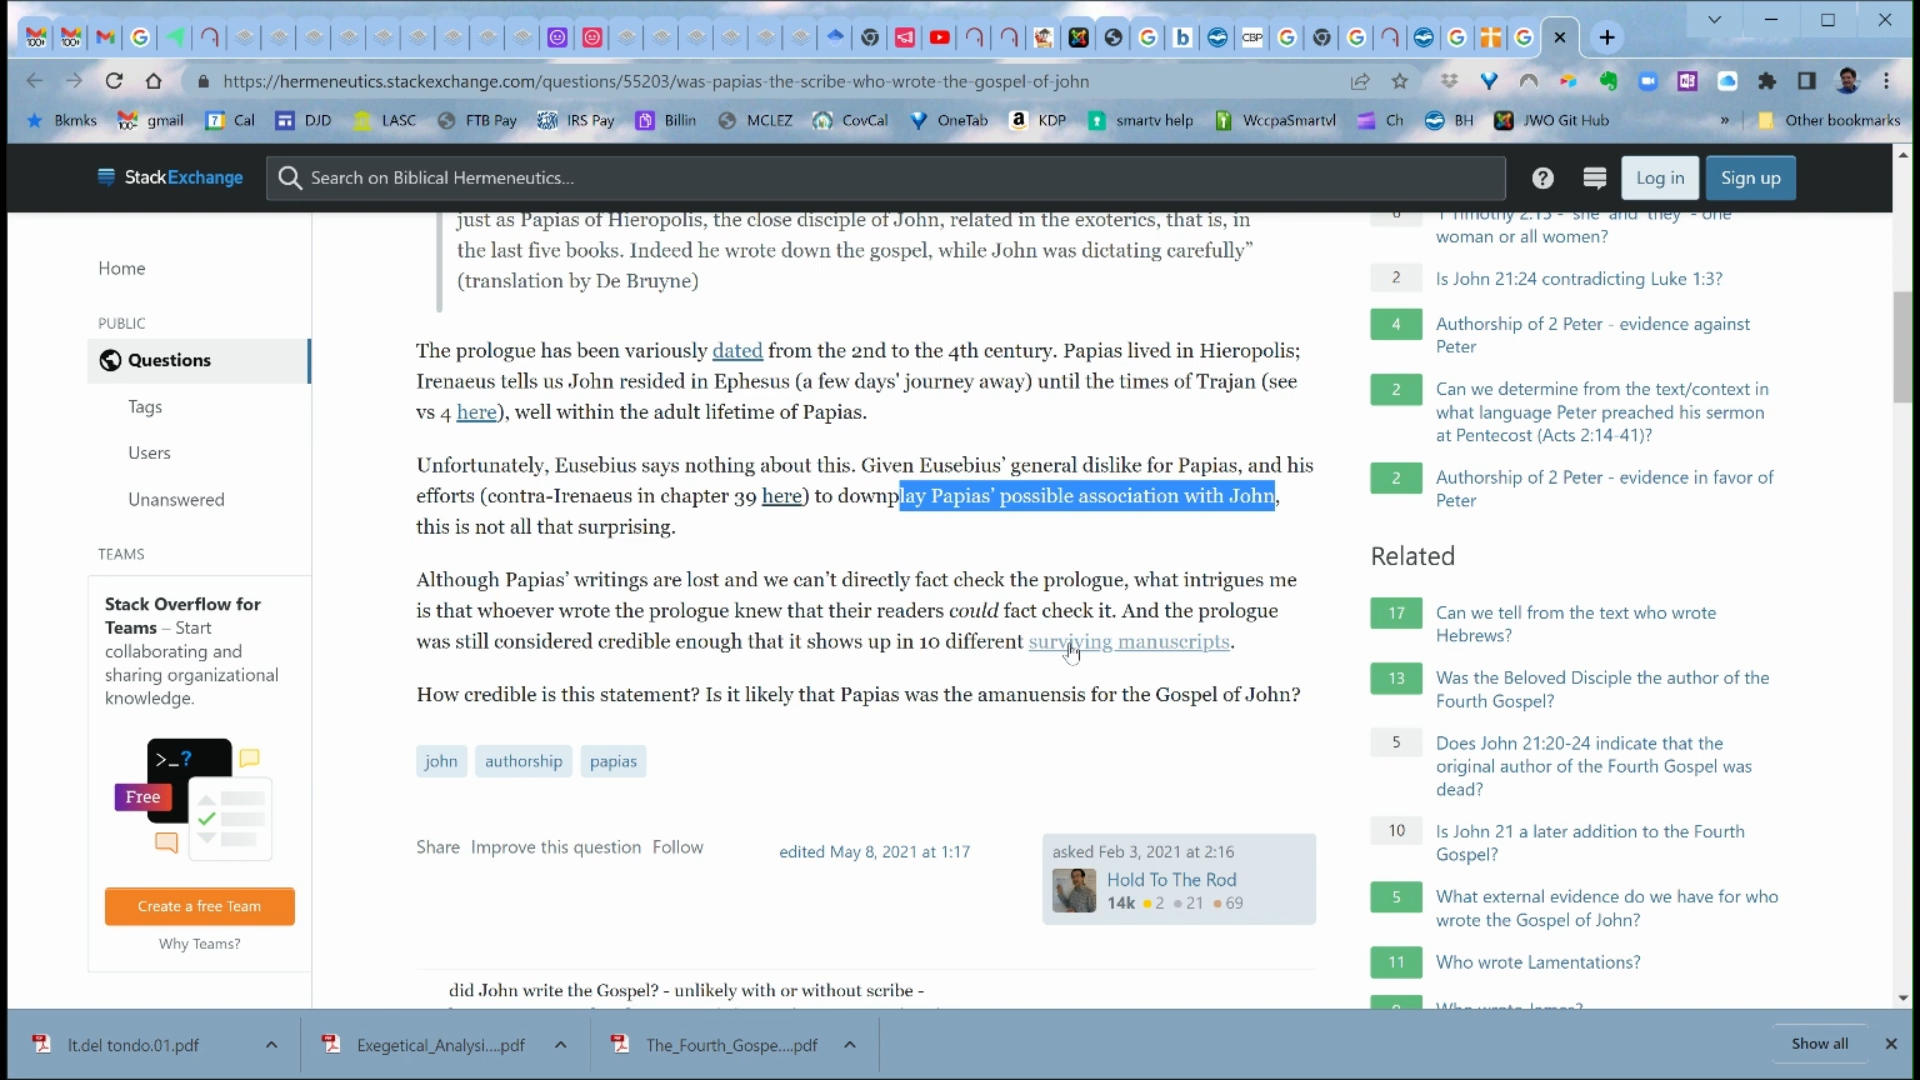 https://hermeneutics.stackexchange.com/questions/55203/was-papias-the-scribe-who-wrote-the-gospel-of-john
Bkmks
gmail
Cal
DJD
LASC
FTB Pay
IRS Pay
Billin
MCLEZ
CovCal
OneTab
KDP
smartv help
WccpaSmartvl
Ch
BH
JWO Git Hub
»
Other bookmarks
StackExchange
Search on Biblical Hermeneutics...
Log in
Sign up
Home
PUBLIC
Questions
Tags
Users
Unanswered
TEAMS
Stack Overflow for
Teams – Start
collaborating and
sharing organizational
knowledge.
>_?
Free
Create a free Team
Why Teams?
just as Papias of Hieropolis, the close disciple of John, related in the exoterics, that is, in
the last five books. Indeed he wrote down the gospel, while John was dictating carefully”
(translation by De Bruyne)
The prologue has been variously dated from the 2nd to the 4th century. Papias lived in Hieropolis;
Irenaeus tells us John resided in Ephesus (a few days' journey away) until the times of Trajan (see
vs 4 here), well within the adult lifetime of Papias.
Unfortunately, Eusebius says nothing about this. Given Eusebius’ general dislike for Papias, and his
efforts (contra-Irenaeus in chapter 39 here) to downplay Papias’ possible association with John,
this is not all that surprising.
Although Papias’ writings are lost and we can’t directly fact check the prologue, what intrigues me
is that whoever wrote the prologue knew that their readers could fact check it. And the prologue
was still considered credible enough that it shows up in 10 different surviving manuscripts.
How credible is this statement? Is it likely that Papias was the amanuensis for the Gospel of John?
john
authorship
papias
Share Improve this question Follow
edited May 8, 2021 at 1:17
asked Feb 3, 2021 at 2:16
Hold To The Rod
14k 2 21 69
did John write the Gospel? - unlikely with or without scribe -
1 Timothy 2:15 - "she" and "they" - one
woman or all women?
2 Is John 21:24 contradicting Luke 1:3?
4 Authorship of 2 Peter - evidence against
Peter
2 Can we determine from the text/context in
what language Peter preached his sermon
at Pentecost (Acts 2:14-41)?
2 Authorship of 2 Peter - evidence in favor of
Peter
Related
17 Can we tell from the text who wrote
Hebrews?
13 Was the Beloved Disciple the author of the
Fourth Gospel?
5 Does John 21:20-24 indicate that the
original author of the Fourth Gospel was
dead?
10 Is John 21 a later addition to the Fourth
Gospel?
5 What external evidence do we have for who
wrote the Gospel of John?
11 Who wrote Lamentations?
Who wrote James?
lt.del tondo.01.pdf
Exegetical_Analysi....pdf
The_Fourth_Gospe....pdf
Show all